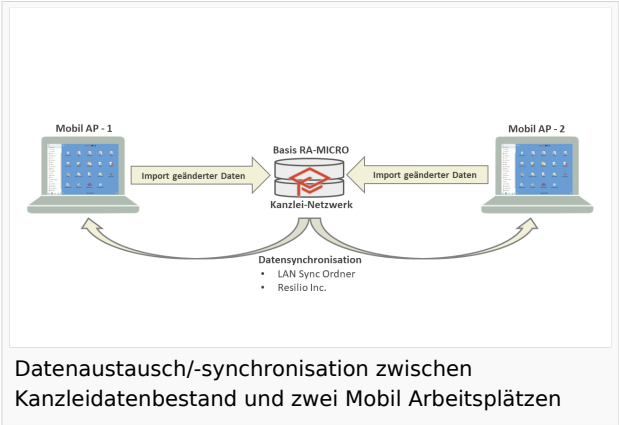 Mobil AP - 1
Mobil AP - 2
Basis RA-MICRO
Import geänderter Daten
Import geänderter Daten
Kanzlei-Netzwerk
Datensynchronisation
• LAN Sync Ordner
• Resilio Inc.
Datenaustausch/-synchronisation zwischen
Kanzleidatenbestand und zwei Mobil Arbeitsplätzen